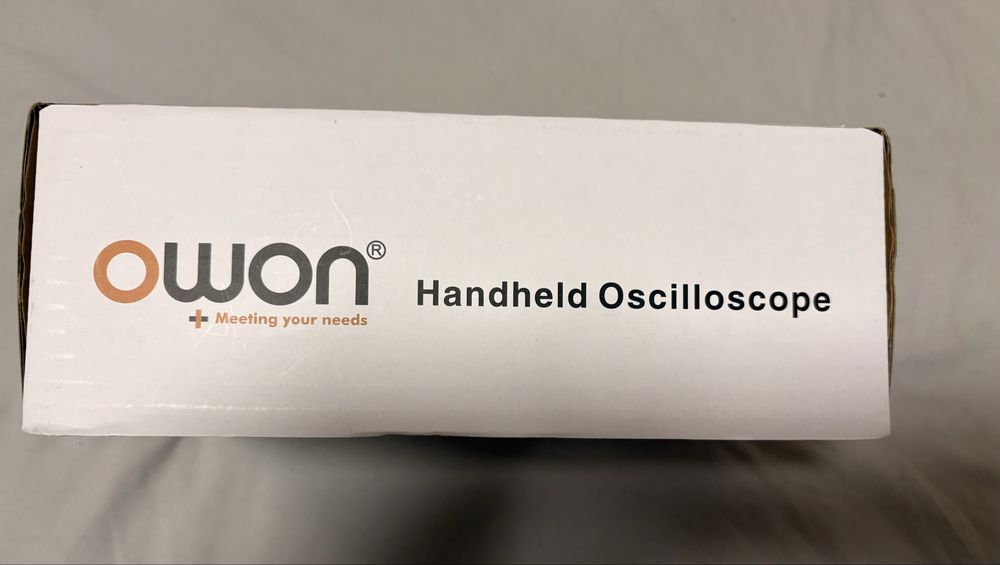 owon®
+ Meeting your needs
Handheld Oscilloscope